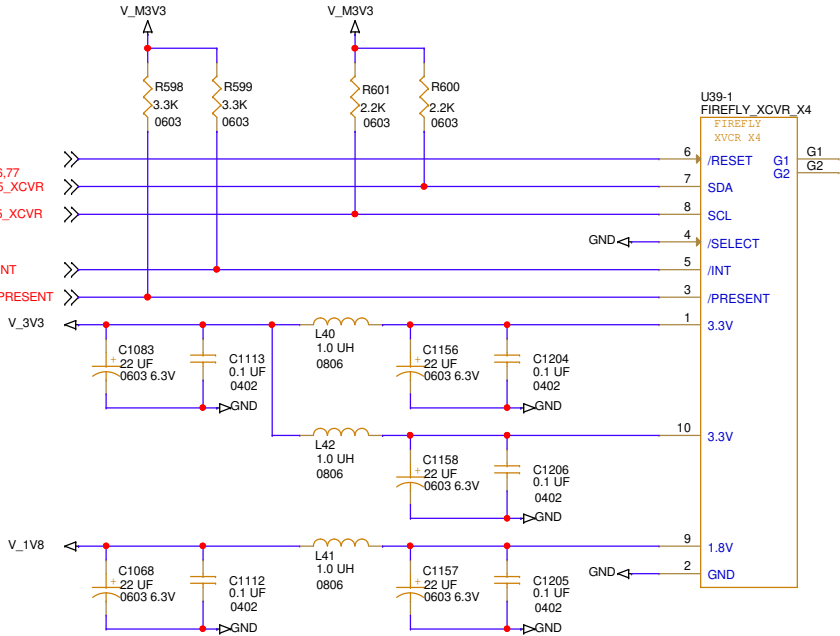 V_M3V3
V_M3V3
R598
3.3K
0603
R599
3.3K
0603
R601
2.2K
0603
R600
2.2K
0603
U39-1
FIREFLY_XCVR_X4
FIREFLY
XVCR X4
6,77
5_XCVR
5_XCVR
NT
PRESENT
6 /RESET
G1 G1
G2 G2
7 SDA
8 SCL
GND 4 /SELECT
5 /INT
3 /PRESENT
V_3V3
1 3.3V
C1083
22 UF
0603 6.3V
C1113
0.1 UF
0402
GND
L40
1.0 UH
0806
C1156
22 UF
0603 6.3V
C1204
0.1 UF
0402
GND
10 3.3V
L42
1.0 UH
0806
C1158
22 UF
0603 6.3V
C1206
0.1 UF
0402
GND
V_1V8
9 1.8V
GND 2 GND
C1068
22 UF
0603 6.3V
C1112
0.1 UF
0402
GND
L41
1.0 UH
0806
C1157
22 UF
0603 6.3V
C1205
0.1 UF
0402
GND